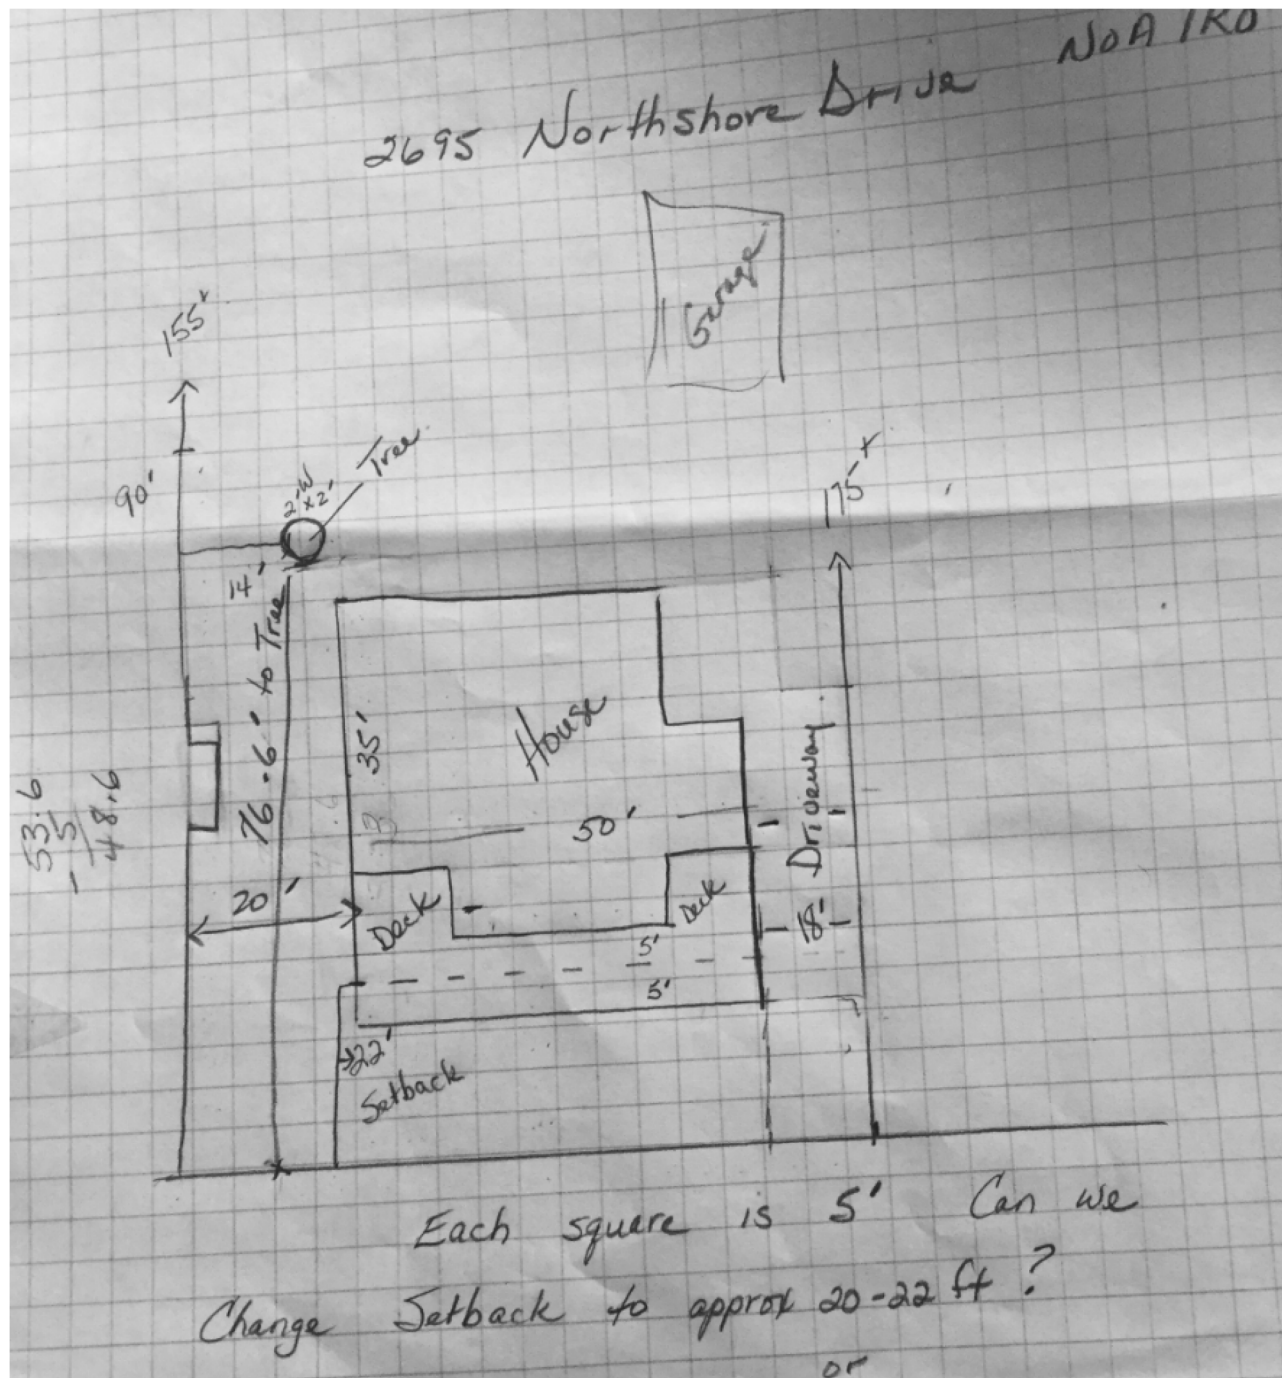 2695 Northshore Drive
Garage
155'
90'
Tree
2'W
x2'
175'
14'
76.6' to Tree
35'
House
50'
Driveway
18'
20'
Deck
Deck
5'
5'
22'
Setback
53.6
- 5
48.6
Each square is 5' Can we
Change Setback to approx 20-22 ft ?
or